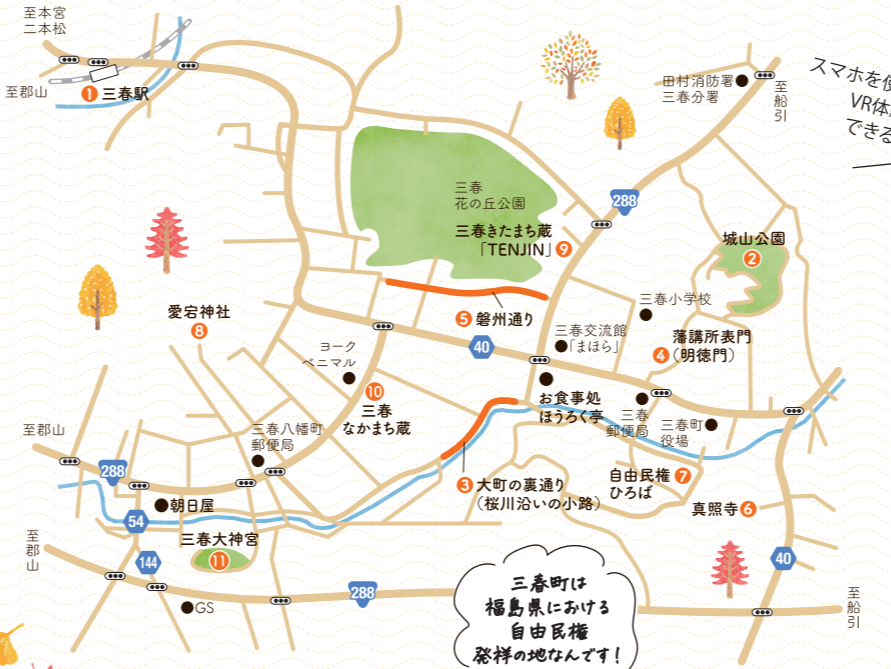 至本宮
二本松
至郡山
❶三春駅
田村消防署
三春分署
至船引
スマホを使
VR体
できる
三春
花の丘公園
288
三春きたまち蔵
「TENJIN」❾
城山公園
❷
愛宕神社
❽
❺磐州通り
三春小学校
藩講所表門
❹(明徳門)
三春交流館
「まほら」
40
ヨーク
ベニマル
❿
三春
なかまち蔵
お食事処
ほうろく亭
三春
郵便局
三春町
役場
至郡山
三春八幡町
郵便局
288
❸大町の裏通り
(桜川沿いの小路)
自由民権❼
ひろば
真照寺❻
朝日屋
54
三春大神宮
⓫
144
至郡山
40
288
GS
三春町は
福島県における
自由民権
発祥の地なんです!
至船引